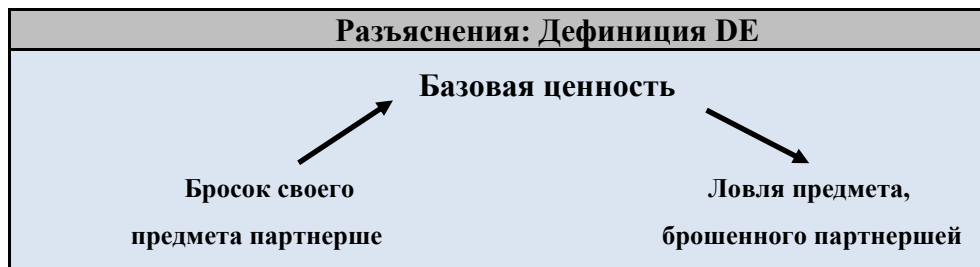 Разъяснения: Дефиниция DE
Базовая ценность
Бросок своего
предмета партнерше
Ловля предмета,
брошенного партнершей